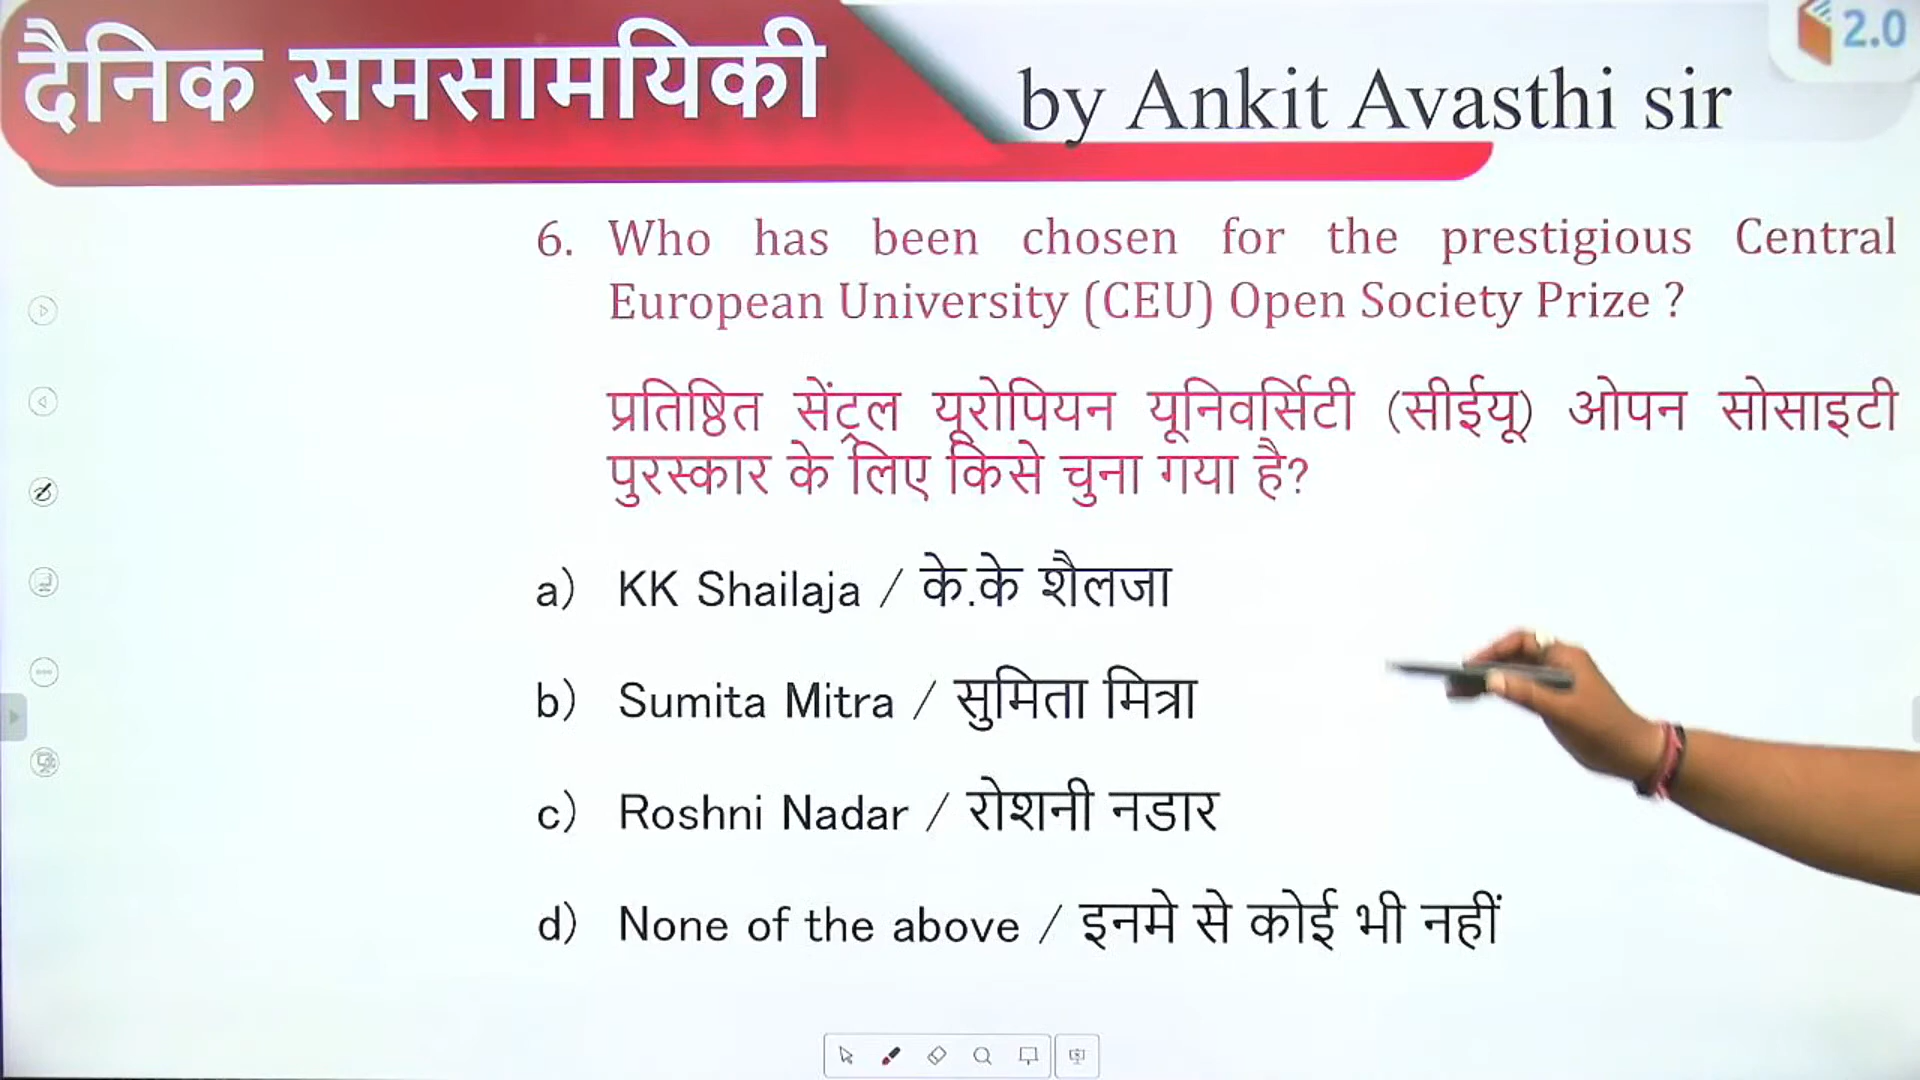 दैनिक समसामयिकी
by Ankit Avasthi sir
2.0
6. Who has been chosen for the prestigious Central
European University (CEU) Open Society Prize ?
प्रतिष्ठित सेंट्रल यूरोपियन यूनिवर्सिटी (सीईयू) ओपन सोसाइटी
पुरस्कार के लिए किसे चुना गया है?
a) KK Shailaja / के.के शैलजा
b) Sumita Mitra / सुमिता मित्रा
c) Roshni Nadar / रोशनी नडार
d) None of the above / इनमे से कोई भी नहीं